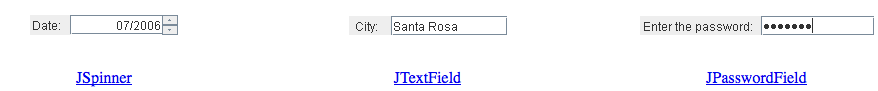 Date: 07/2006 City: Santa Rosa Enter the password: •••••••
JSpinner JTextField JPasswordField